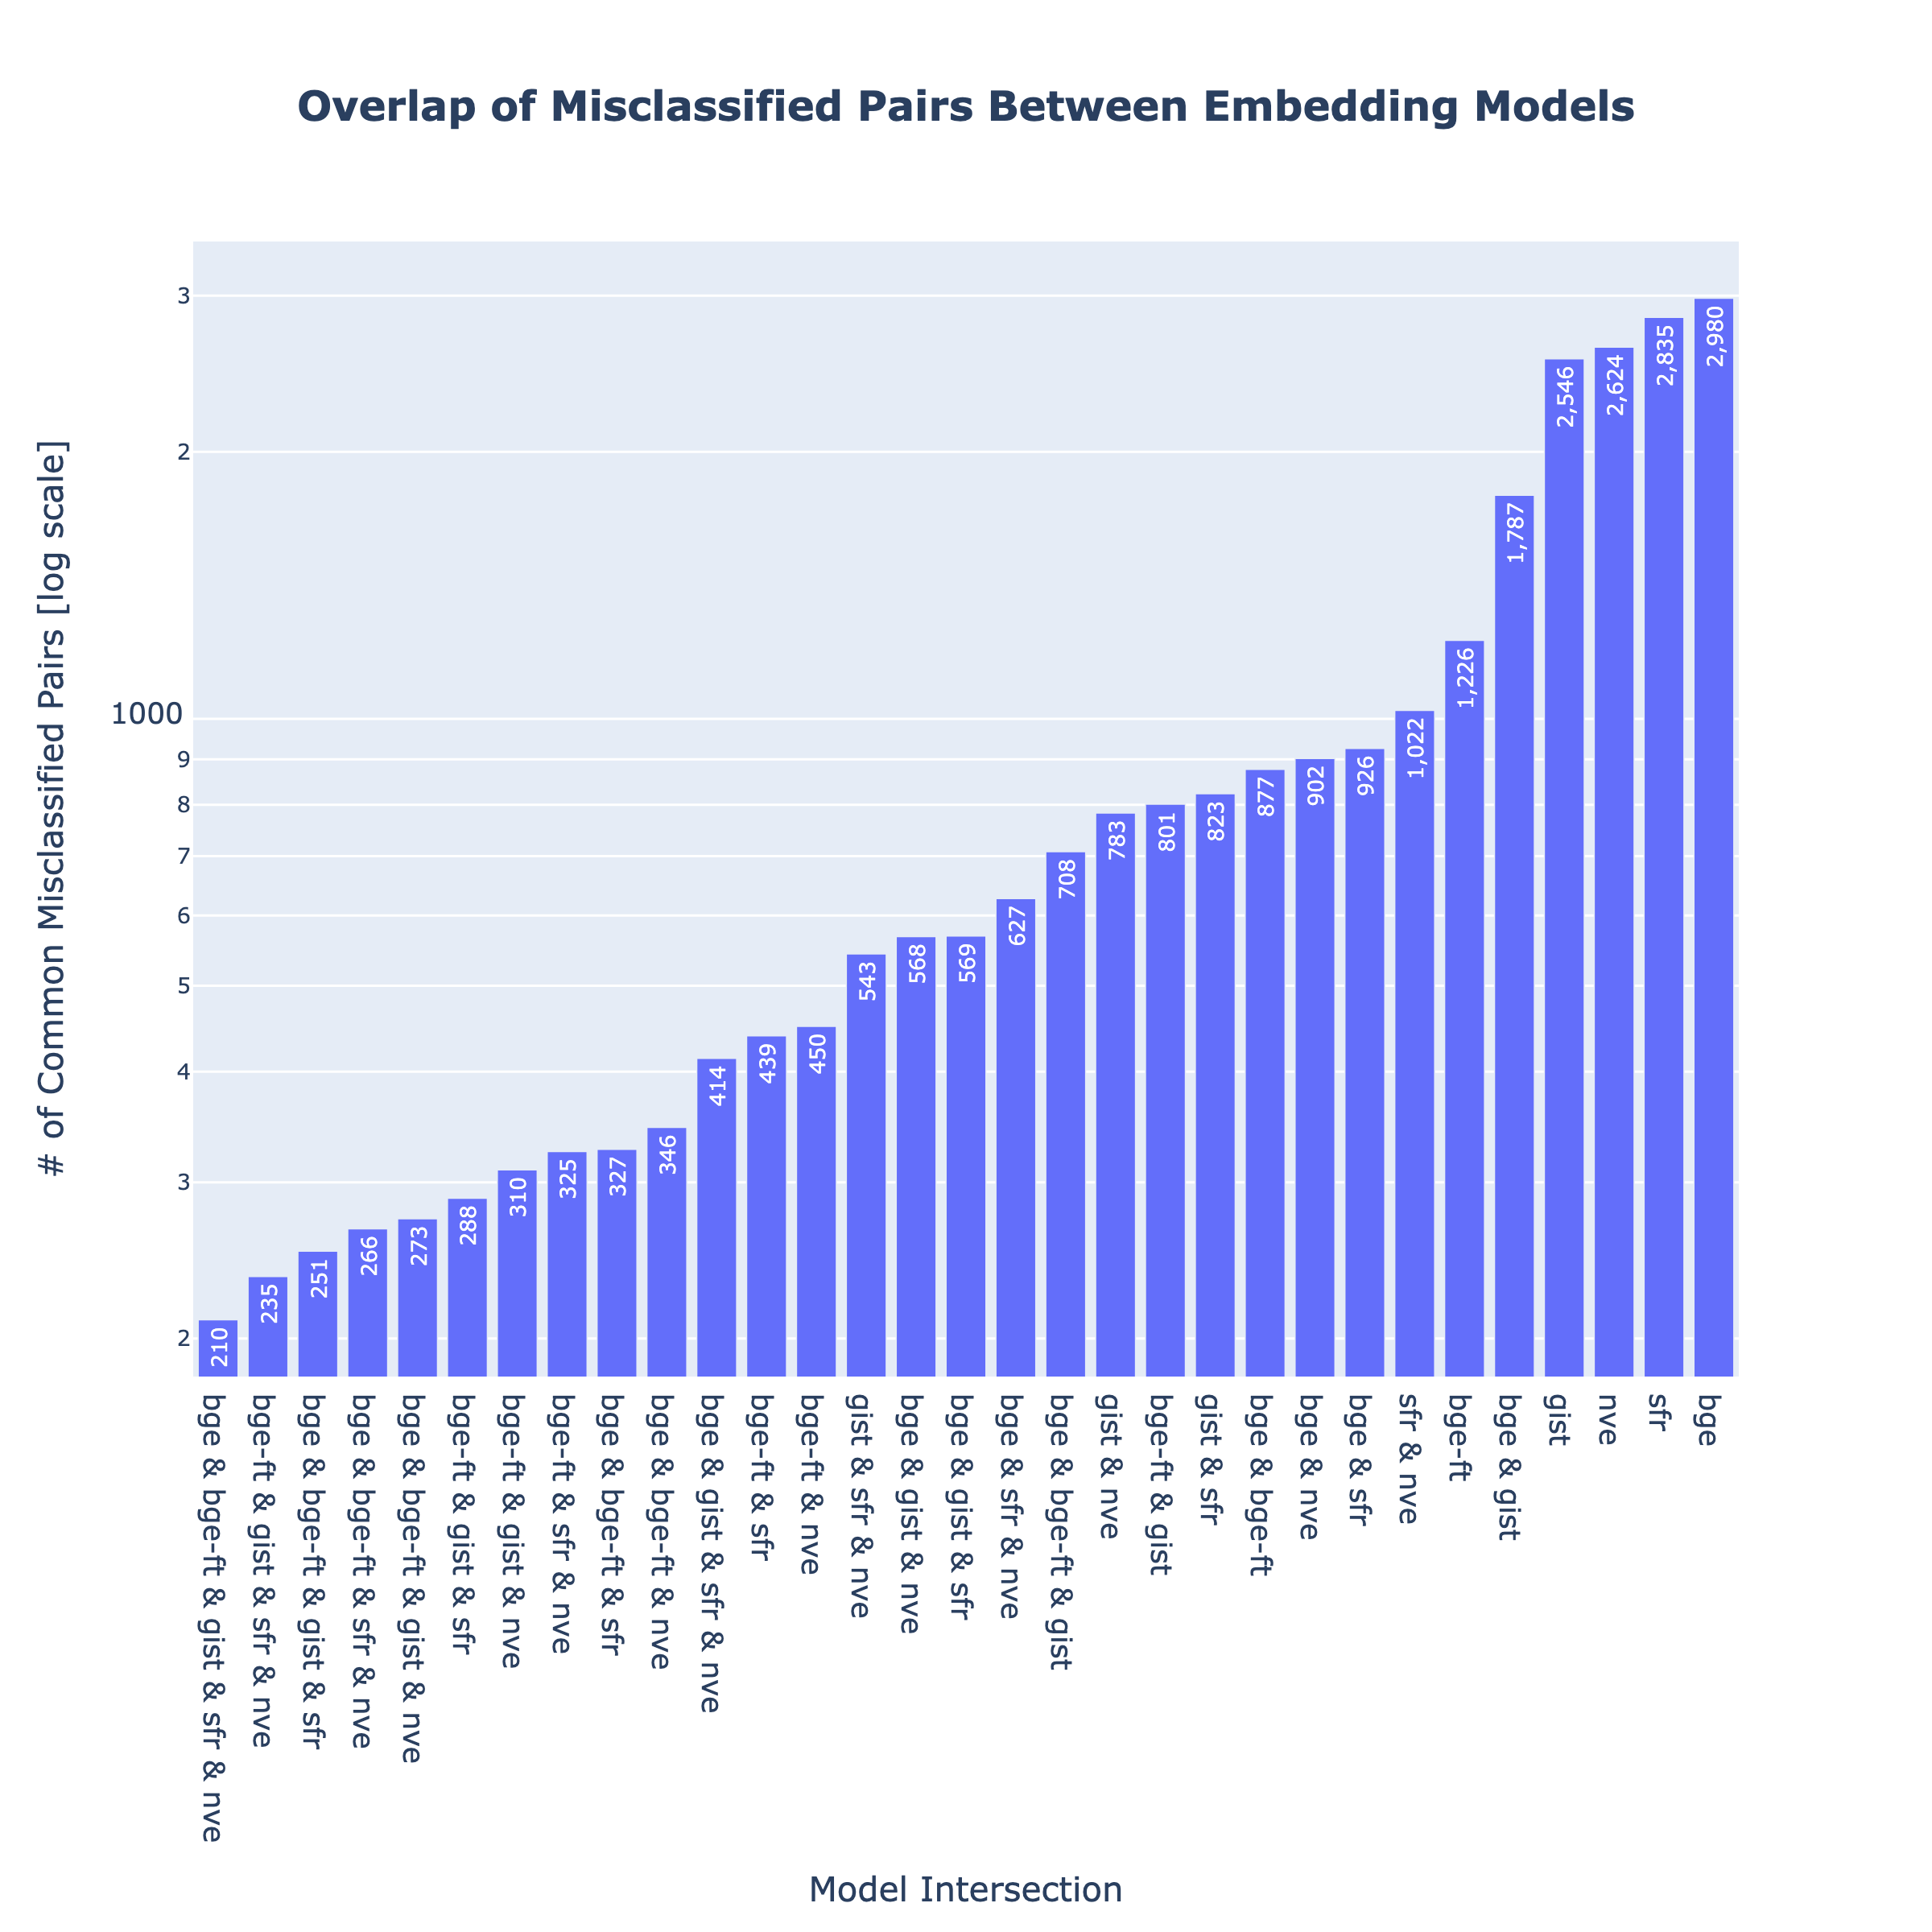 Overlap of Misclassified Pairs Between Embedding Models
# of Common Misclassified Pairs [log scale]
3
2
1000
9
8
7
6
5
4
3
2
210
235
251
266
273
288
310
325
327
346
414
439
450
543
568
569
627
708
783
801
823
877
902
926
1,022
1,226
1,787
2,546
2,624
2,835
2,980
bge & bge-ft & gist & sfr & nve
bge-ft & gist & sfr & nve
bge & bge-ft & gist & sfr
bge & bge-ft & sfr & nve
bge & bge-ft & gist & nve
bge-ft & gist & sfr
bge-ft & gist & nve
bge-ft & sfr & nve
bge & bge-ft & sfr
bge & bge-ft & nve
bge & gist & sfr & nve
bge-ft & sfr
bge-ft & nve
gist & sfr & nve
bge & gist & nve
bge & gist & sfr
bge & sfr & nve
bge & bge-ft & gist
gist & nve
bge-ft & gist
gist & sfr
bge & bge-ft
bge & nve
bge & sfr
sfr & nve
bge-ft
bge & gist
gist
nve
sfr
bge
Model Intersection